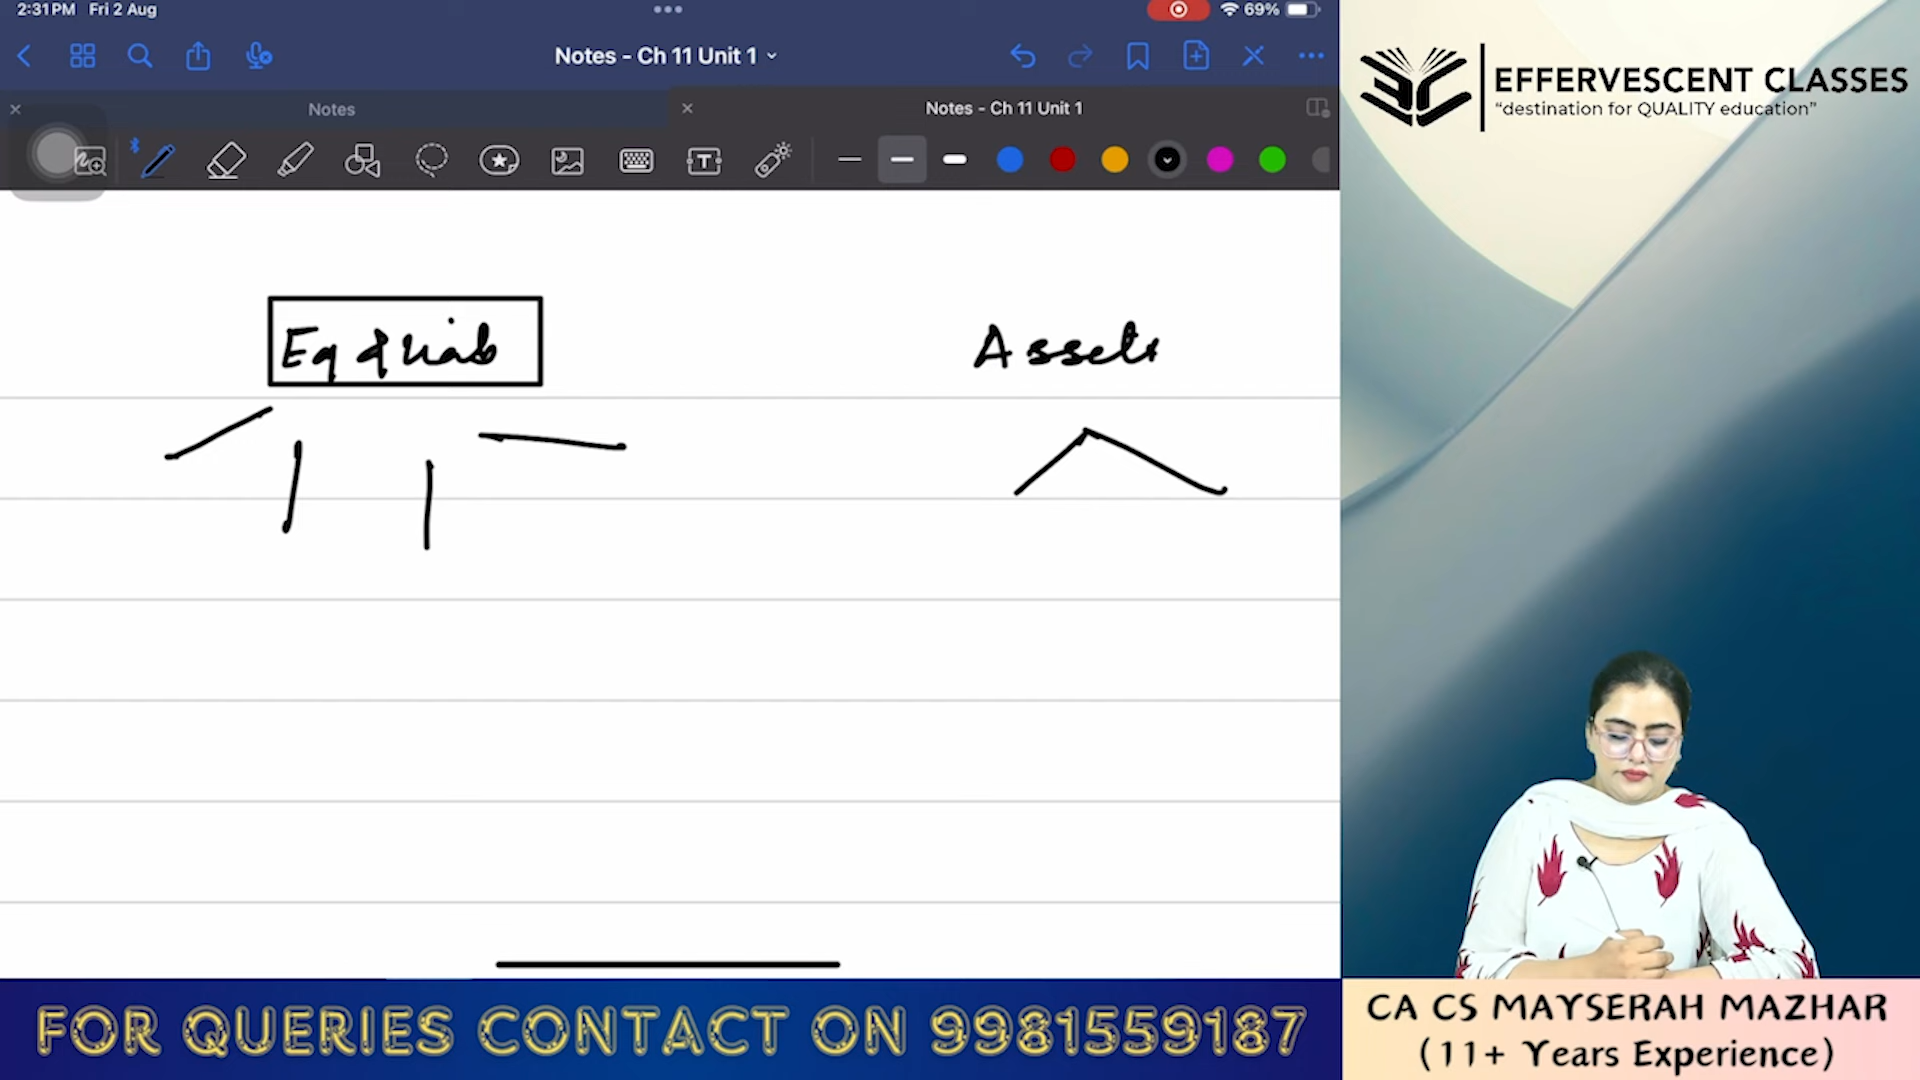 2:31 PM Fri 2 Aug
69%
Notes - Ch 11 Unit 1
Notes
Notes - Ch 11 Unit 1
T
EFFERVESCENT CLASSES
"destination for QUALITY education"
Eq & Liab
Assets
FOR QUERIES CONTACT ON 9981559187
CA CS MAYSERAH MAZHAR
(11+ Years Experience)